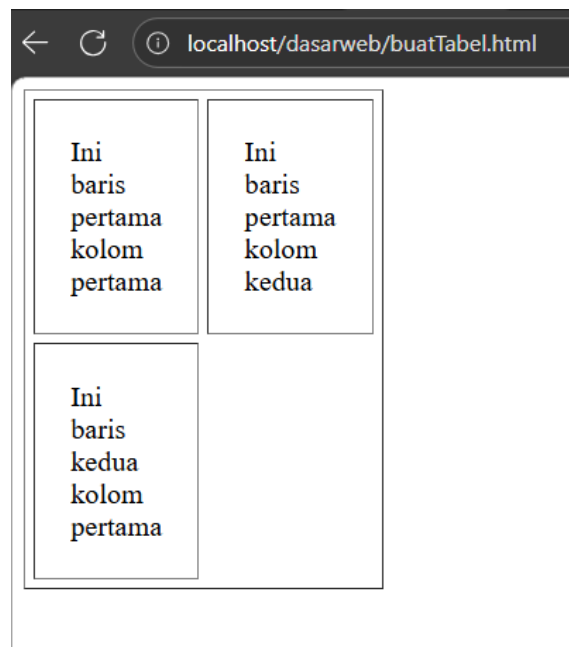 localhost/dasarweb/buatTabel.html
Ini
baris
pertama
kolom
pertama
Ini
baris
pertama
kolom
kedua
Ini
baris
kedua
kolom
pertama